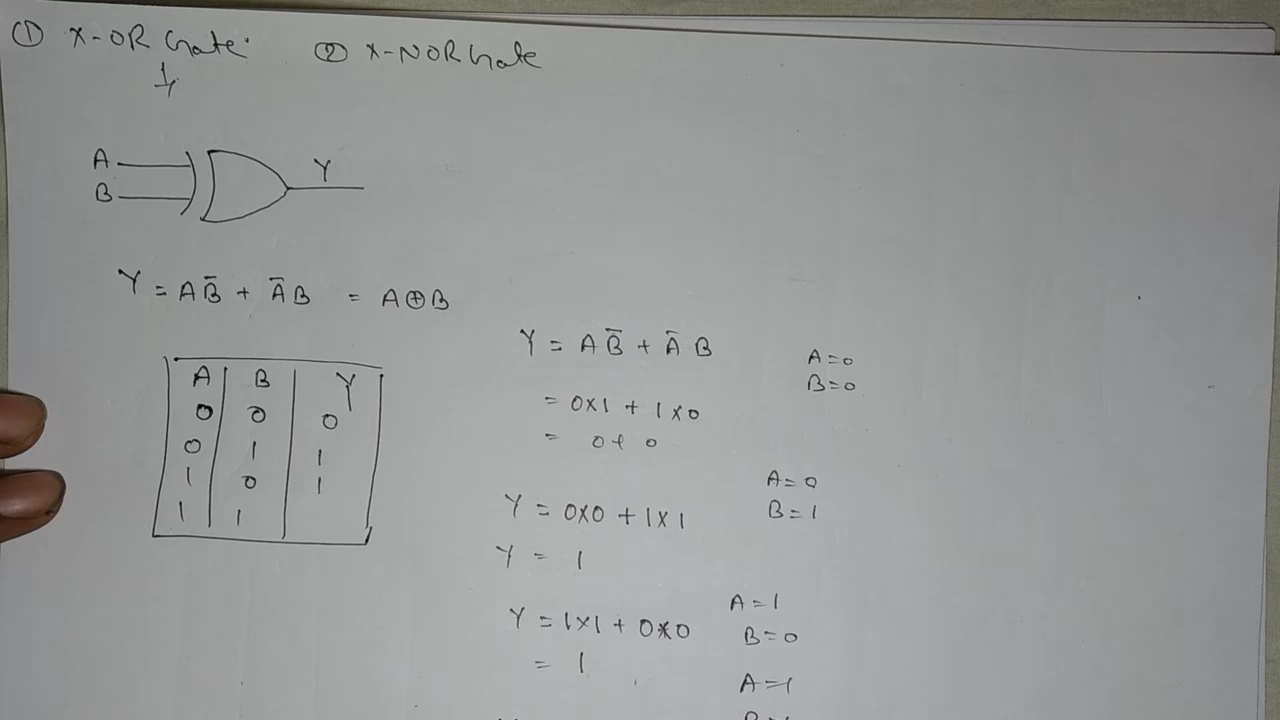 ① X-OR Gate ② X-NOR Gate
A
B
Y
Y = AB̅ + A̅B = A⊕B
A B Y
0 0 0
0 1 1
1 0 1
1 1
Y = AB̅ + A̅B
A=0
B=0
= 0×1 + 1×0
= 0+0
A=0
B=1
Y = 0×0 + 1×1
Y = 1
A=1
B=0
Y = 1×1 + 0×0
= 1
A=1